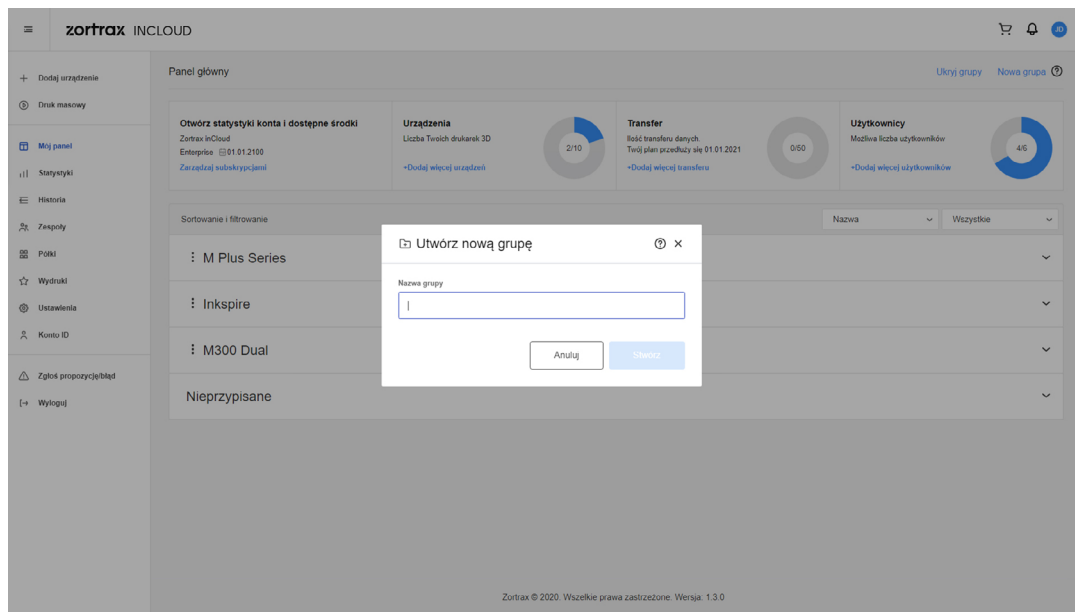 zortrax INCLOUD
JD
Dodaj urządzenie
Druk masowy
Mój panel
Statystyki
Historia
Zespoły
Półki
Wydruki
Ustawienia
Konto ID
Zgłoś propozycję/błąd
Wyloguj
Panel główny
Ukryj grupy
Nowa grupa
Otwórz statystyki konta i dostępne środki
Zortrax inCloud
Enterprise 01.01.2100
Zarządzaj subskrypcjami
Urządzenia
Liczba Twoich drukarek 3D
+Dodaj więcej urządzeń
2/10
Transfer
Ilość transferu danych
Twój plan przedłuży się 01.01.2021
+Dodaj więcej transferu
0/50
Użytkownicy
Możliwa liczba użytkowników
+Dodaj więcej użytkowników
4/6
Sortowanie i filtrowanie
Nazwa
Wszystkie
M Plus Series
Inkspire
M300 Dual
Nieprzypisane
Utwórz nową grupę
Nazwa grupy
Anuluj
Stwórz
Zortrax © 2020. Wszelkie prawa zastrzeżone. Wersja: 1.3.0